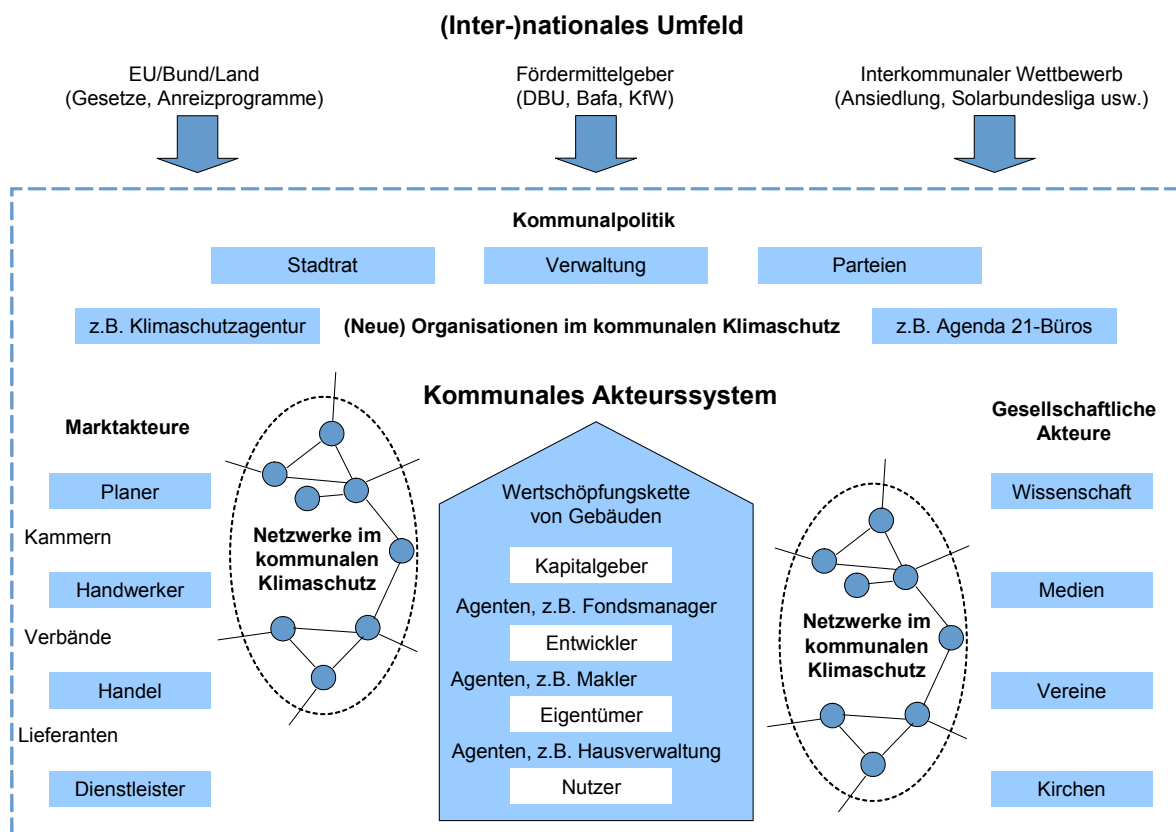 (Inter-)nationales Umfeld
EU/Bund/Land
(Gesetze, Anreizprogramme)
Fördermittelgeber
(DBU, Bafa, KfW)
Interkommunaler Wettbewerb
(Ansiedlung, Solarbundesliga usw.)
Kommunalpolitik
Stadtrat
Verwaltung
Parteien
z.B. Klimaschutzagentur
(Neue) Organisationen im kommunalen Klimaschutz
z.B. Agenda 21-Büros
Kommunales Akteurssystem
Marktakteure
Planer
Kammern
Handwerker
Verbände
Handel
Lieferanten
Dienstleister
Netzwerke im
kommunalen
Klimaschutz
Wertschöpfungskette
von Gebäuden
Kapitalgeber
Agenten, z.B. Fondsmanager
Entwickler
Agenten, z.B. Makler
Eigentümer
Agenten, z.B. Hausverwaltung
Nutzer
Netzwerke im
kommunalen
Klimaschutz
Gesellschaftliche
Akteure
Wissenschaft
Medien
Vereine
Kirchen